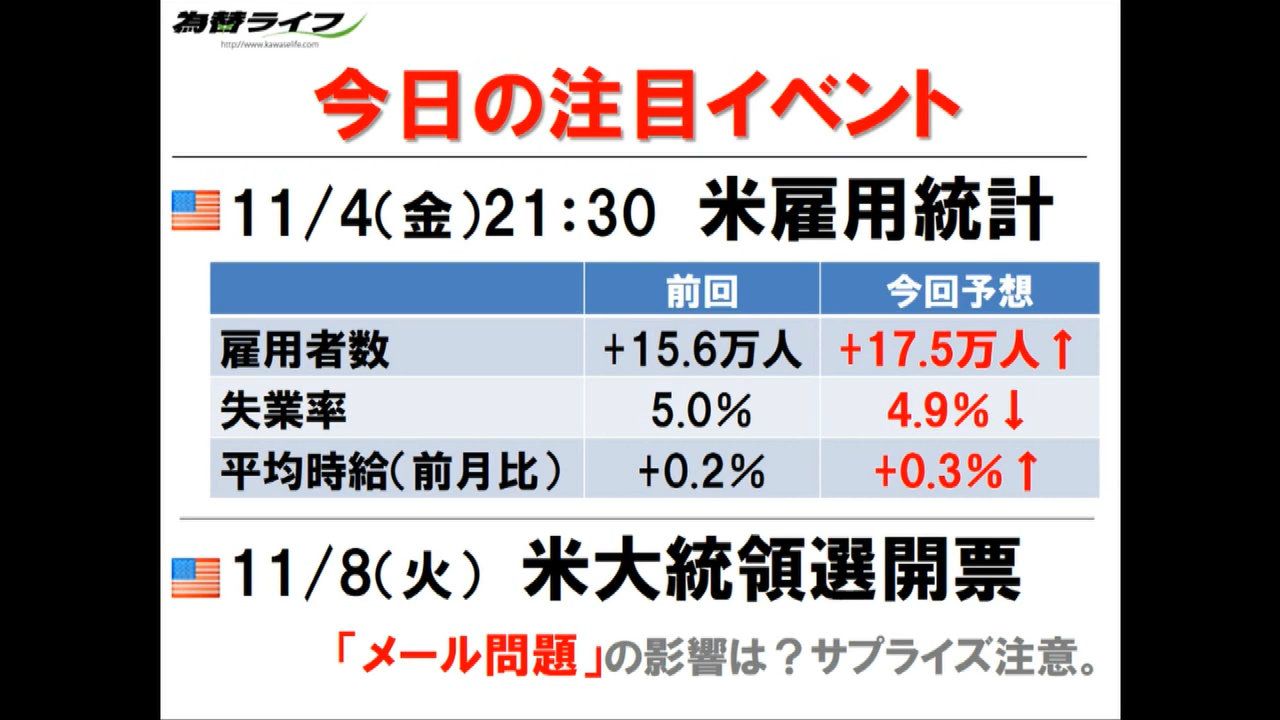 為替ライフ
http://www.kawaselife.com
今日の注目イベント
11/4(金)21:30 米雇用統計
前回 今回予想
雇用者数 +15.6万人 +17.5万人↑
失業率 5.0% 4.9%↓
平均時給(前月比) +0.2% +0.3%↑
11/8(火) 米大統領選開票
「メール問題」の影響は?サプライズ注意。